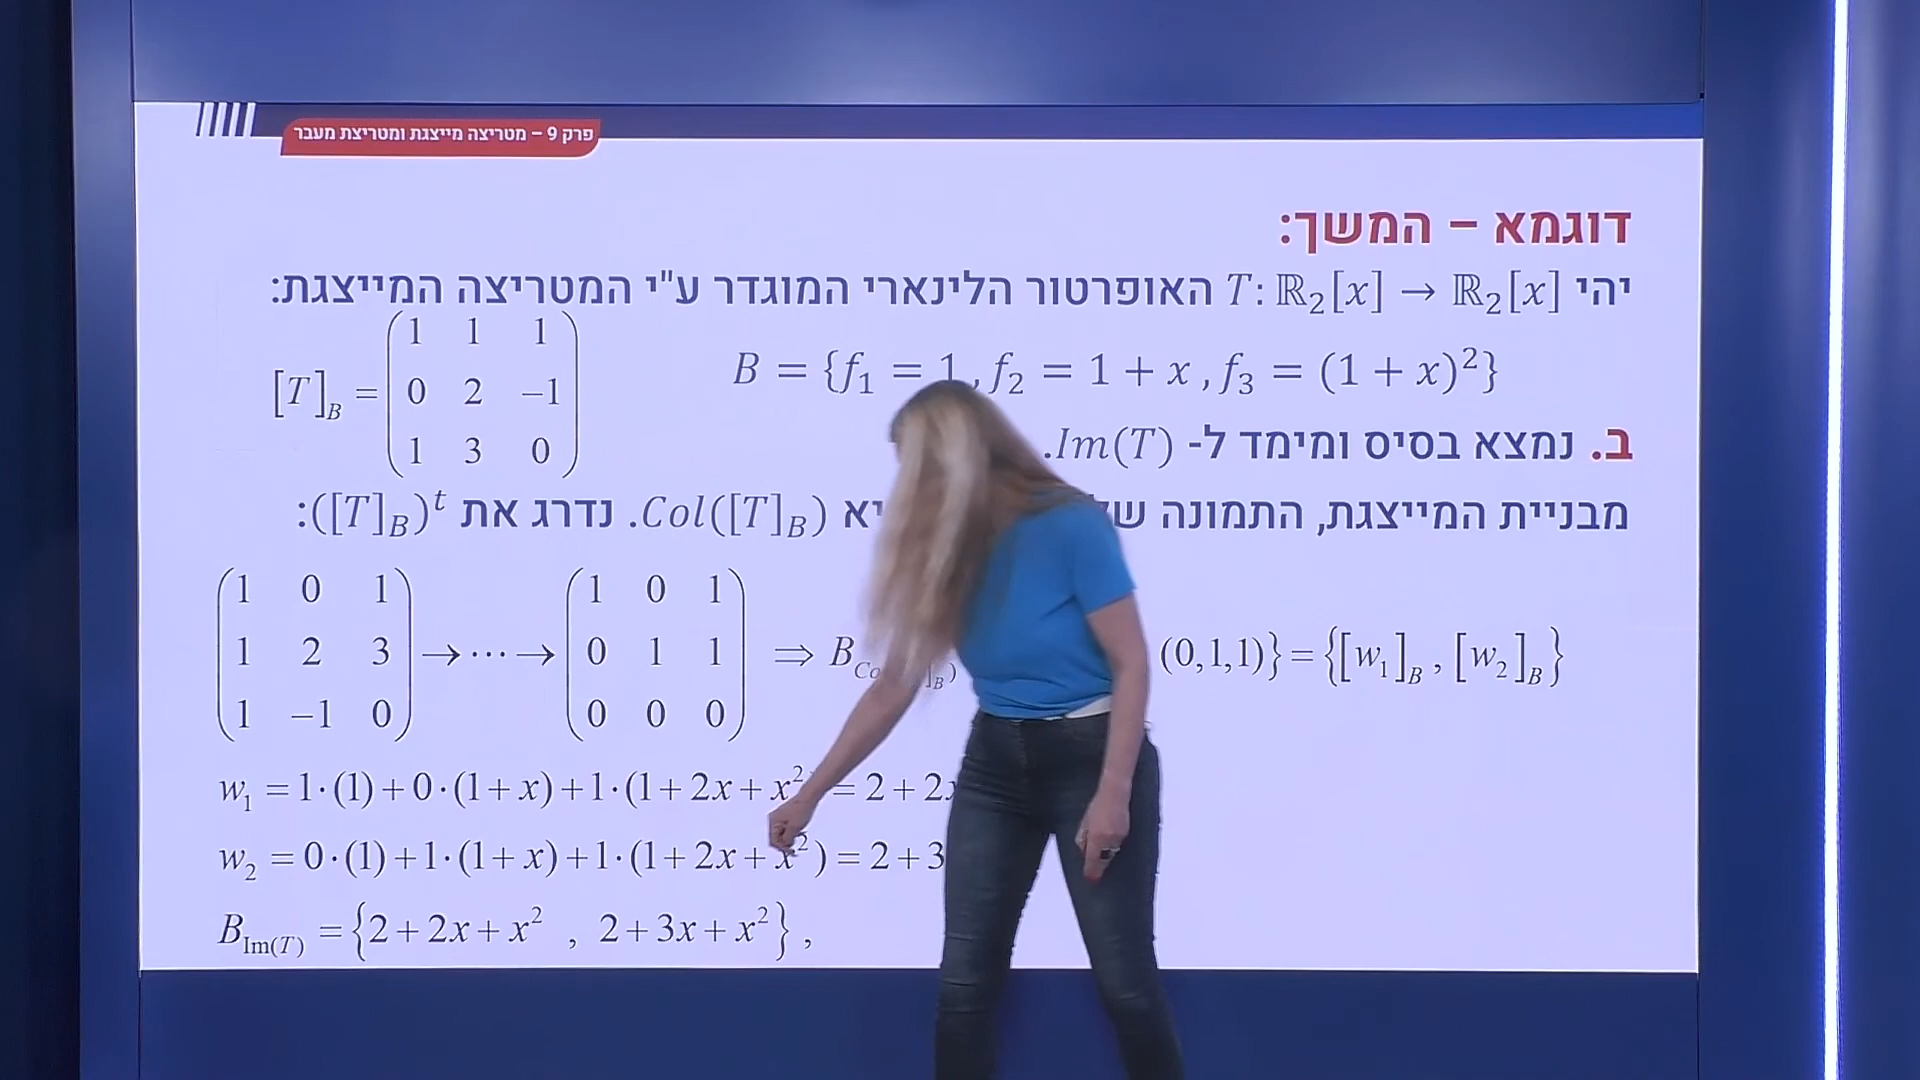 פרק 9 – מטריצה מייצגת ומטריצת מעבר
דוגמא – המשך:
יהי T: ℝ₂[x] → ℝ₂[x] האופרטור הלינארי המוגדר ע"י המטריצה המייצגת:
[T]_B = (1 1 1 / 0 2 −1 / 1 3 0)
B = {f₁ = 1, f₂ = 1 + x, f₃ = (1 + x)²}
ב. נמצא בסיס ומימד ל- Im(T).
מבניית המייצגת, התמונה Col([T]_B). נדרג את ([T]_B)ᵗ:
(1 0 1 / 1 2 3 / 1 −1 0) → ⋯ → (1 0 1 / 0 1 1 / 0 0 0) ⇒ B (0,1,1)} = {[w₁]_B, [w₂]_B}
w₁ = 1·(1) + 0·(1 + x) + 1·(1 + 2x + x² = 2 + 2x
w₂ = 0·(1) + 1·(1 + x) + 1·(1 + 2x + x²) = 2 + 3
B_Im(T) = {2 + 2x + x² , 2 + 3x + x²} ,